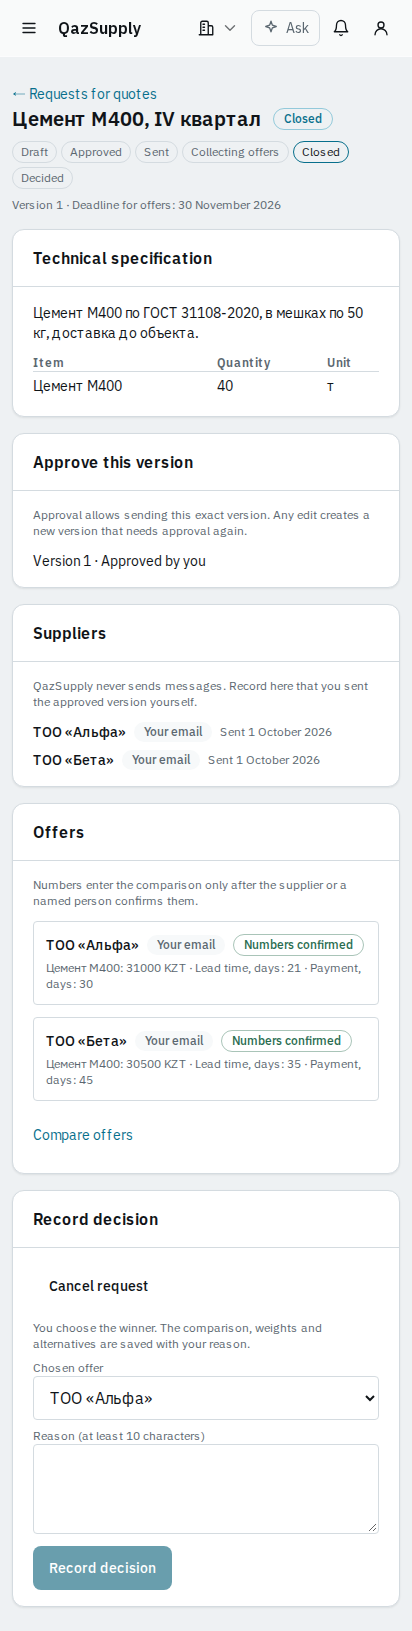 QazSupply
Ask
← Requests for quotes
Цемент М400, IV квартал Closed
Draft Approved Sent Collecting offers Closed
Decided
Version 1 · Deadline for offers: 30 November 2026
Technical specification
Цемент М400 по ГОСТ 31108-2020, в мешках по 50
кг, доставка до объекта.
Item Quantity Unit
Цемент М400 40 т
Approve this version
Approval allows sending this exact version. Any edit creates a
new version that needs approval again.
Version 1 · Approved by you
Suppliers
QazSupply never sends messages. Record here that you sent
the approved version yourself.
ТОО «Альфа» Your email Sent 1 October 2026
ТОО «Бета» Your email Sent 1 October 2026
Offers
Numbers enter the comparison only after the supplier or a
named person confirms them.
ТОО «Альфа» Your email Numbers confirmed
Цемент М400: 31000 KZT · Lead time, days: 21 · Payment,
days: 30
ТОО «Бета» Your email Numbers confirmed
Цемент М400: 30500 KZT · Lead time, days: 35 · Payment,
days: 45
Compare offers
Record decision
Cancel request
You choose the winner. The comparison, weights and
alternatives are saved with your reason.
Chosen offer
ТОО «Альфа»
Reason (at least 10 characters)
Record decision